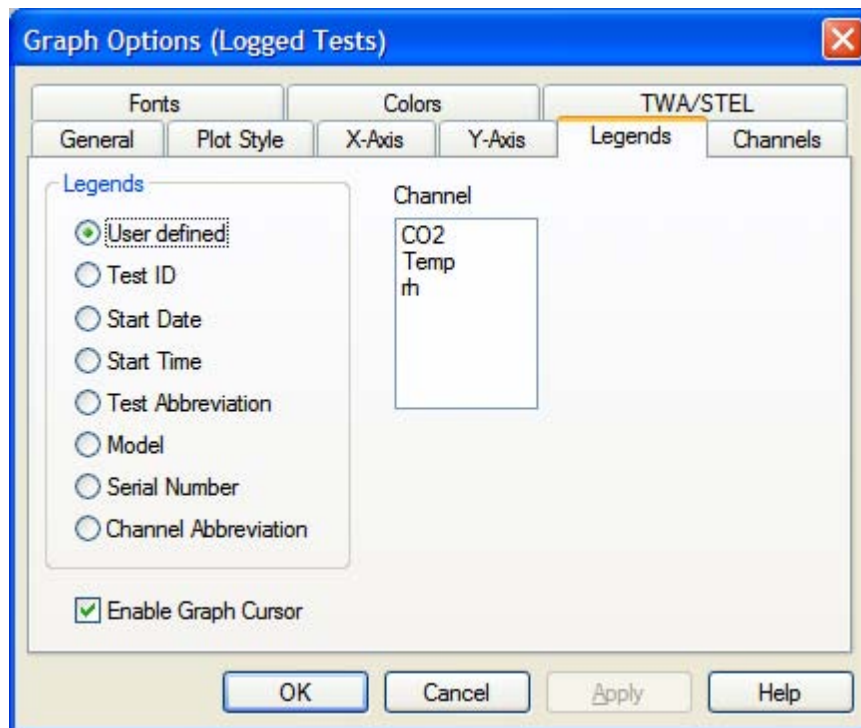 Graph Options (Logged Tests)
Fonts Colors TWA/STEL
General Plot Style X-Axis Y-Axis Legends Channels
Legends
User defined
Test ID
Start Date
Start Time
Test Abbreviation
Model
Serial Number
Channel Abbreviation
Channel
CO2
Temp
rh
Enable Graph Cursor
OK Cancel Apply Help